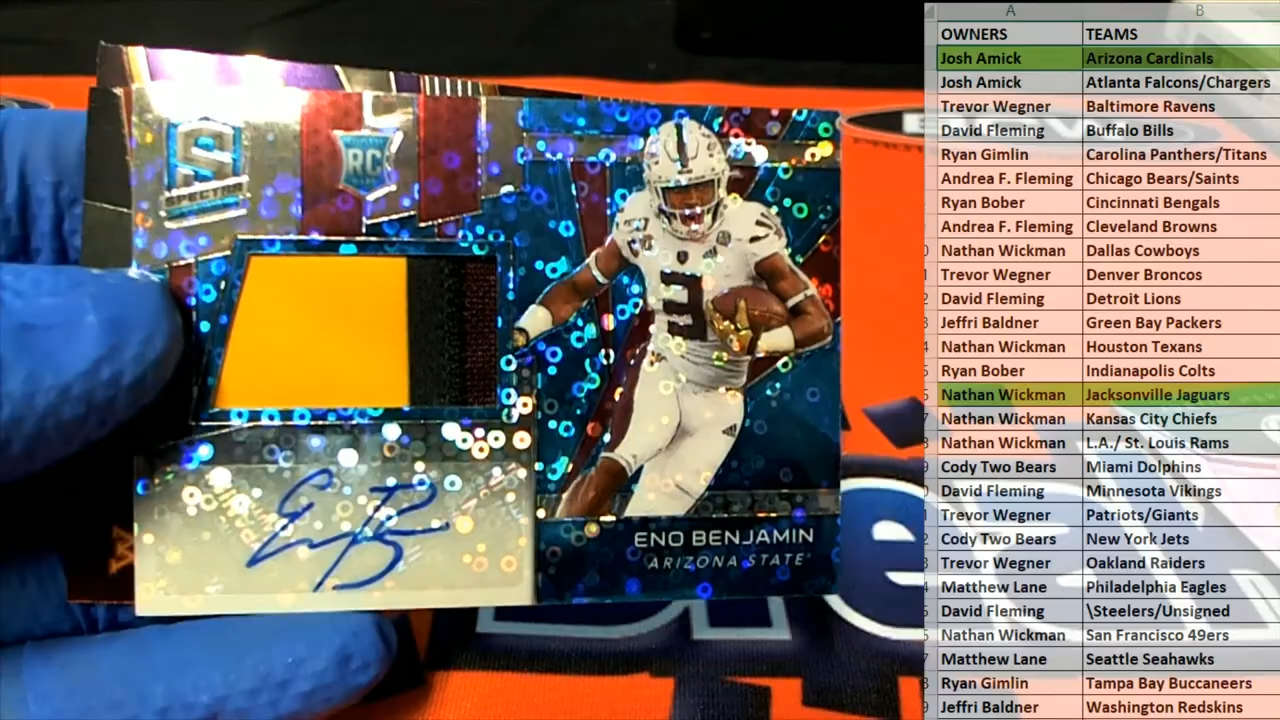 SPECTRA
RC
3
ENO BENJAMIN
ARIZONA STATE
A B
OWNERS TEAMS
Josh Amick Arizona Cardinals
Josh Amick Atlanta Falcons/Chargers
Trevor Wegner Baltimore Ravens
David Fleming Buffalo Bills
Ryan Gimlin Carolina Panthers/Titans
Andrea F. Fleming Chicago Bears/Saints
Ryan Bober Cincinnati Bengals
Andrea F. Fleming Cleveland Browns
Nathan Wickman Dallas Cowboys
Trevor Wegner Denver Broncos
David Fleming Detroit Lions
Jeffri Baldner Green Bay Packers
Nathan Wickman Houston Texans
Ryan Bober Indianapolis Colts
Nathan Wickman Jacksonville Jaguars
Nathan Wickman Kansas City Chiefs
Nathan Wickman L.A./ St. Louis Rams
Cody Two Bears Miami Dolphins
David Fleming Minnesota Vikings
Trevor Wegner Patriots/Giants
Cody Two Bears New York Jets
Trevor Wegner Oakland Raiders
Matthew Lane Philadelphia Eagles
David Fleming \Steelers/Unsigned
Nathan Wickman San Francisco 49ers
Matthew Lane Seattle Seahawks
Ryan Gimlin Tampa Bay Buccaneers
Jeffri Baldner Washington Redskins